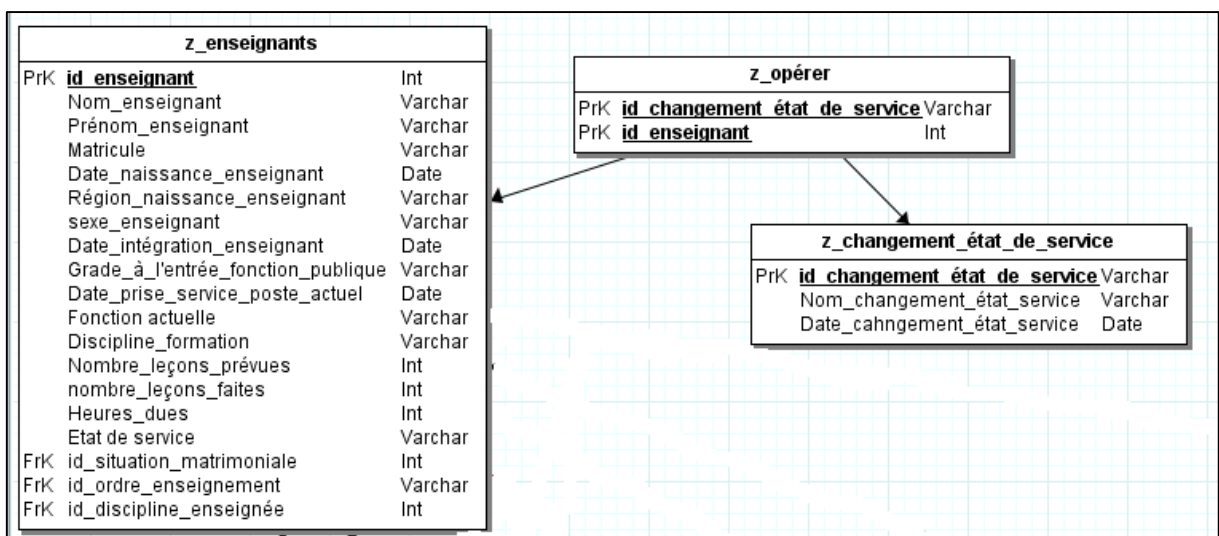 z_enseignants
PrK id_enseignant Int
Nom_enseignant Varchar
Prénom_enseignant Varchar
Matricule Varchar
Date_naissance_enseignant Date
Région_naissance_enseignant Varchar
sexe_enseignant Varchar
Date_intégration_enseignant Date
Grade_à_l'entrée_fonction_publique Varchar
Date_prise_service_poste_actuel Date
Fonction actuelle Varchar
Discipline_formation Varchar
Nombre_leçons_prévues Int
nombre_leçons_faites Int
Heures_dues Int
Etat de service Varchar
FrK id_situation_matrimoniale Int
FrK id_ordre_enseignement Varchar
FrK id_discipline_enseignée Int
z_opérer
PrK id_changement_état_de_service Varchar
PrK id_enseignant Int
z_changement_état_de_service
PrK id_changement_état_de_service Varchar
Nom_changement_état_service Varchar
Date_cahngement_état_service Date